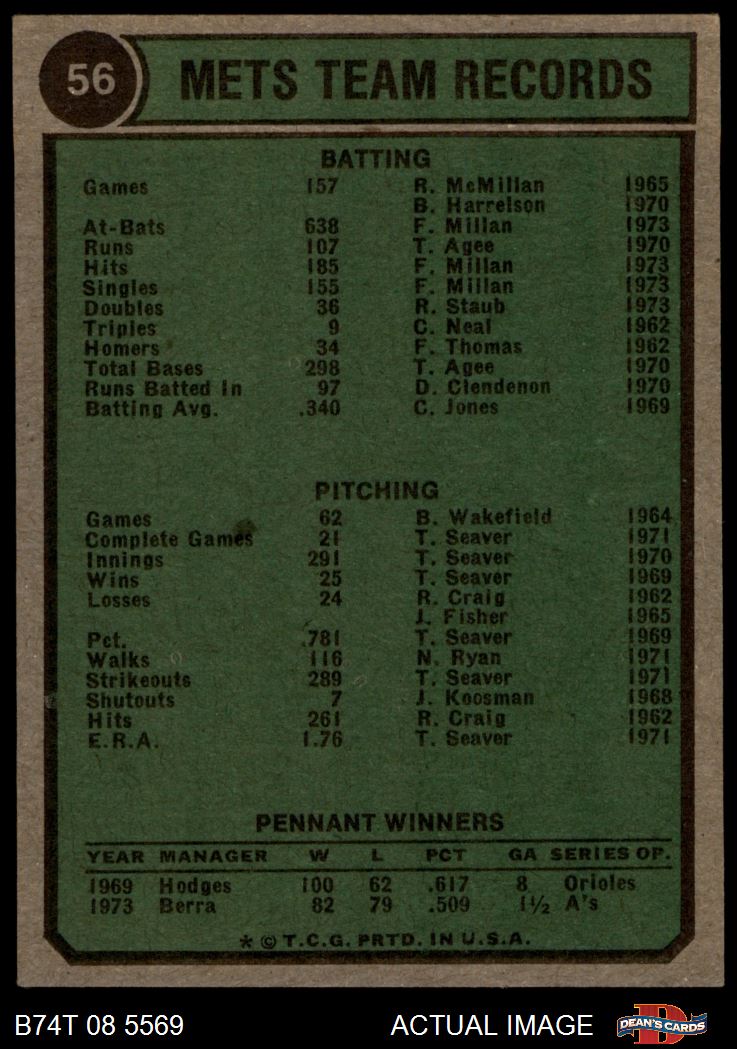 56 METS TEAM RECORDS
BATTING
Games 157 R. McMillan 1965
B. Harrelson 1970
At-Bats 638 F. Millan 1973
Runs 107 T. Agee 1970
Hits 185 F. Millan 1973
Singles 155 F. Millan 1973
Doubles 36 R. Staub 1973
Triples 9 C. Neal 1962
Homers 34 F. Thomas 1962
Total Bases 298 T. Agee 1970
Runs Batted In 97 D. Clendenon 1970
Batting Avg. .340 C. Jones 1969
PITCHING
Games 62 B. Wakefield 1964
Complete Games 21 T. Seaver 1971
Innings 291 T. Seaver 1970
Wins 25 T. Seaver 1969
Losses 24 R. Craig 1962
J. Fisher 1965
Pct. .781 T. Seaver 1969
Walks 116 N. Ryan 1971
Strikeouts 289 T. Seaver 1971
Shutouts 7 J. Koosman 1968
Hits 261 R. Craig 1962
E.R.A. 1.76 T. Seaver 1971
PENNANT WINNERS
YEAR MANAGER W L PCT GA SERIES OP.
1969 Hodges 100 62 .617 8 Orioles
1973 Berra 82 79 .509 1½ A's
* © T.C.G. PRTD. IN U.S.A.
B74T 08 5569 ACTUAL IMAGE D DEAN'S CARDS